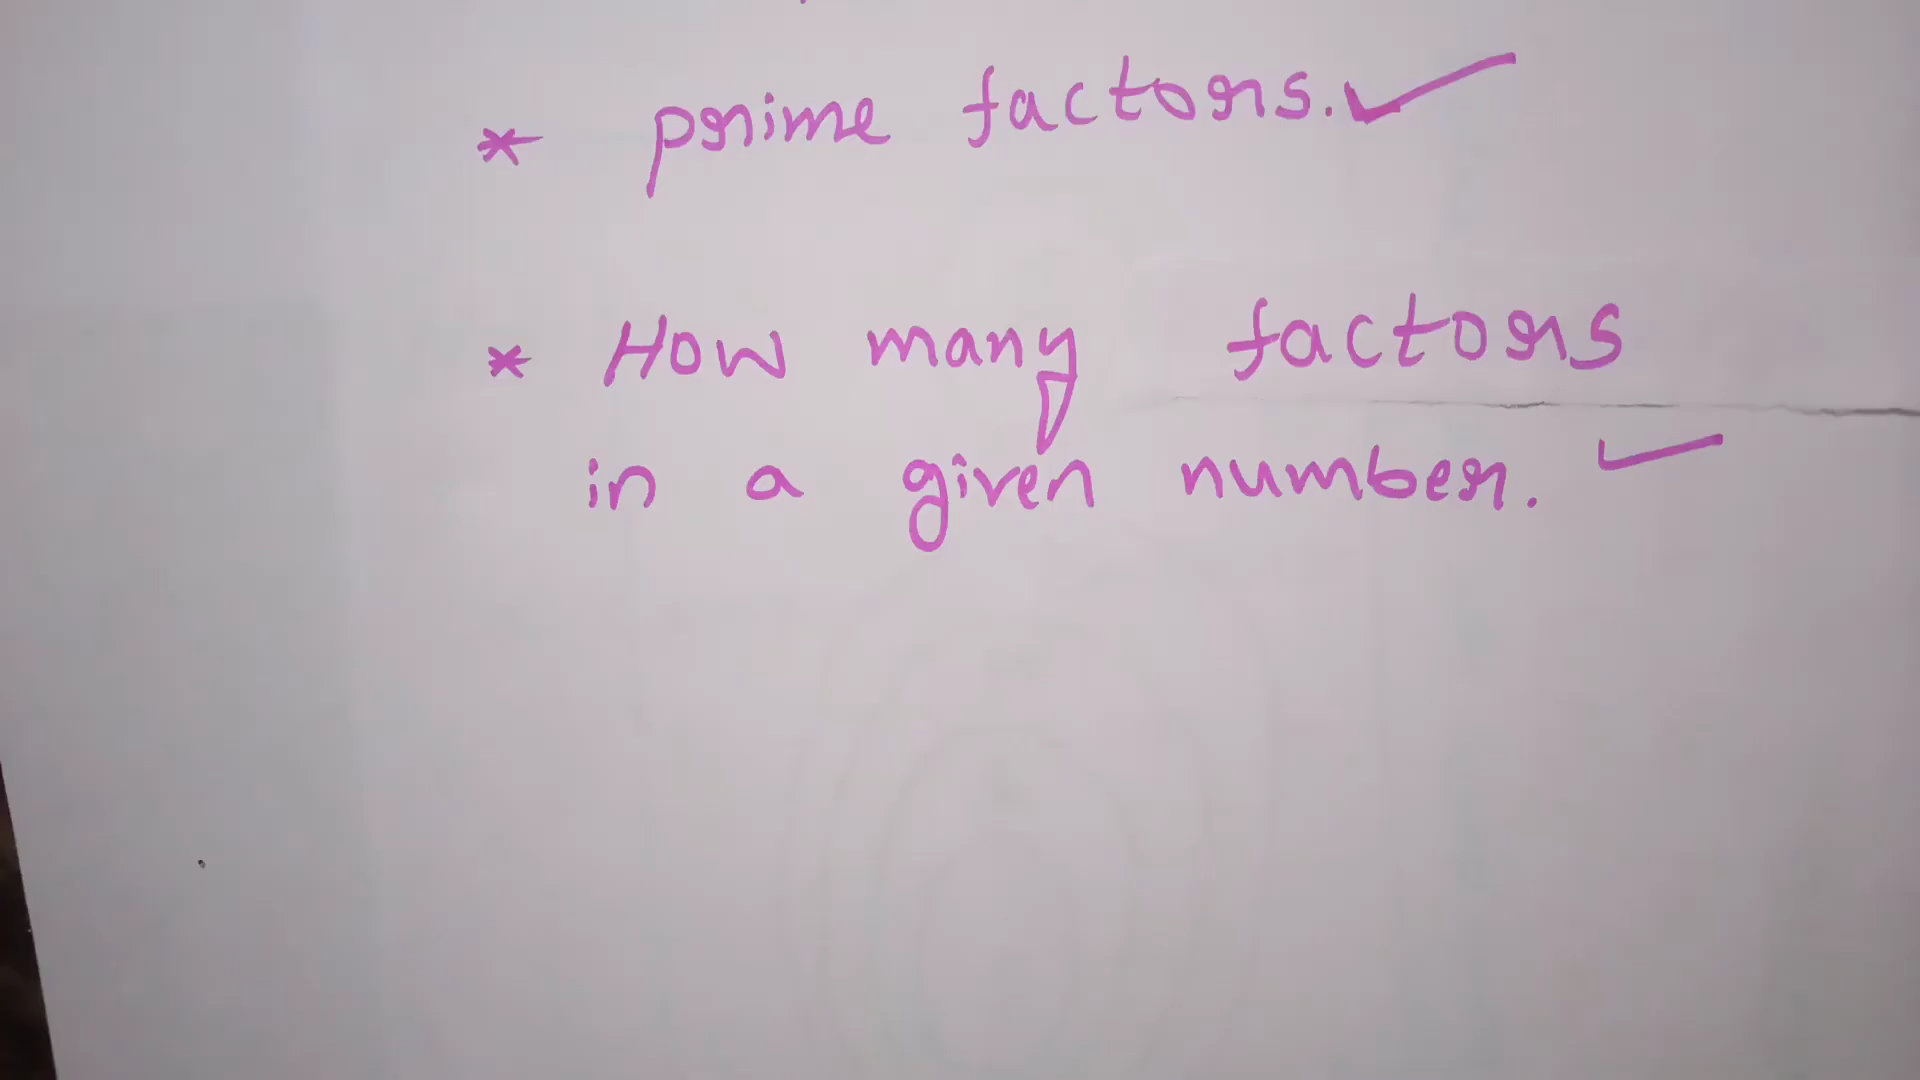 * prime factors. ✓
* How many factors
in a given number. ✓